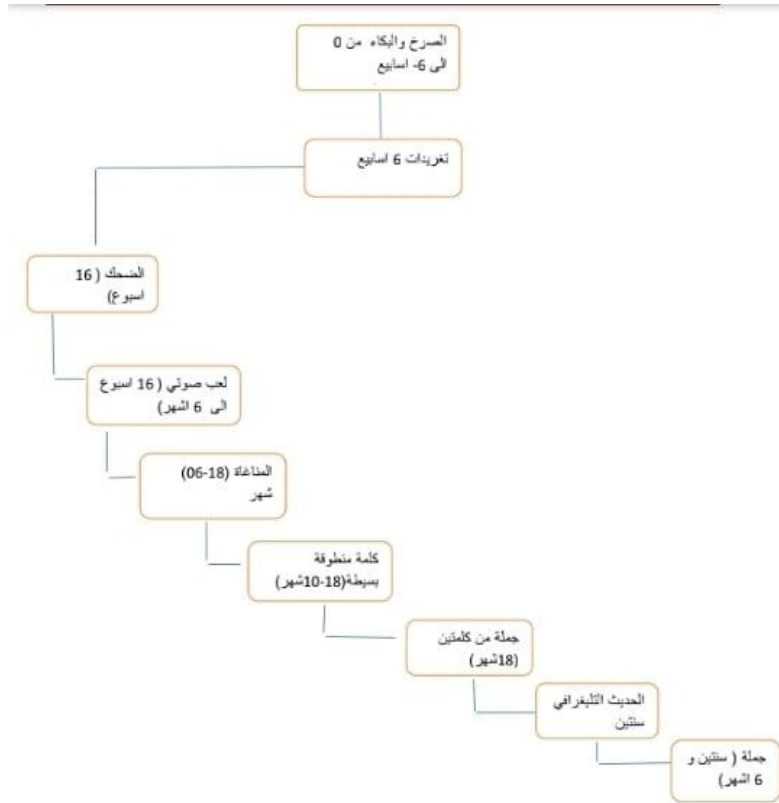 الصرخ والبكاء من 0
الى 6- اسابيع
تغريدات 6 اسابيع
الضحك ( 16
اسبوع)
لعب صوتي ( 16 اسبوع
الى 6 اشهر)
المناغاة (18-06)
شهر
كلمة منطوقة
بسيطة(18-10شهر)
جملة من كلمتين
(18شهر)
الحديث التليغرافي
سنتين
جملة ( سنتين و
6 اشهر)